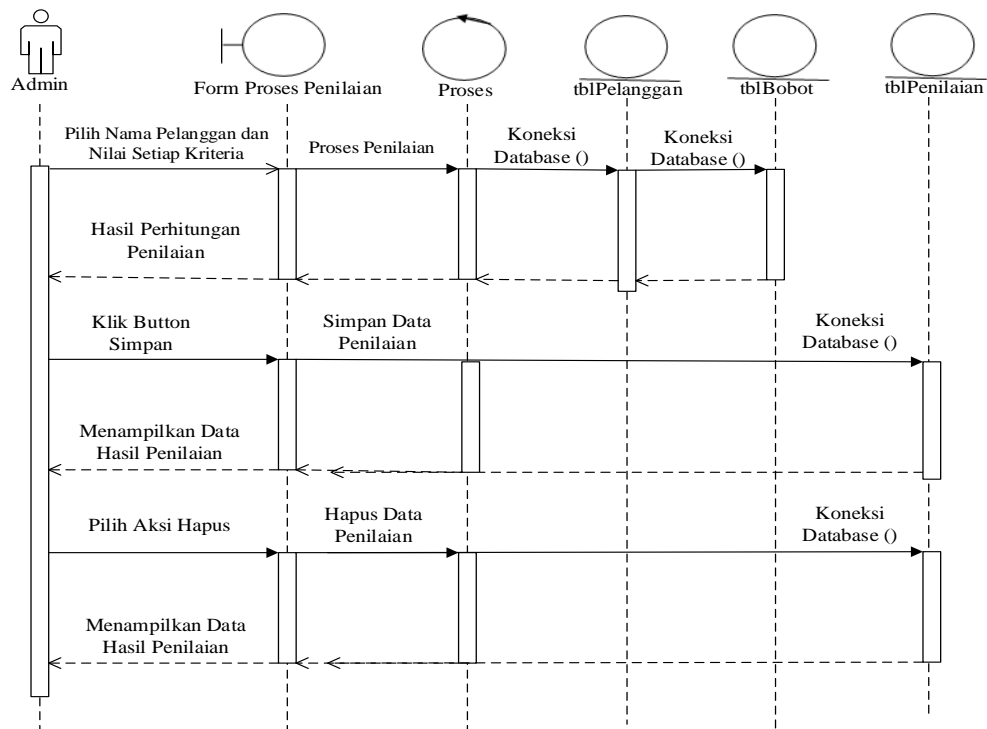 Admin
Form Proses Penilaian
Proses
tblPelanggan
tblBobot
tblPenilaian
Pilih Nama Pelanggan dan
Nilai Setiap Kriteria
Proses Penilaian
Koneksi
Database ()
Koneksi
Database ()
Hasil Perhitungan
Penilaian
Klik Button
Simpan
Simpan Data
Penilaian
Koneksi
Database ()
Menampilkan Data
Hasil Penilaian
Pilih Aksi Hapus
Hapus Data
Penilaian
Koneksi
Database ()
Menampilkan Data
Hasil Penilaian